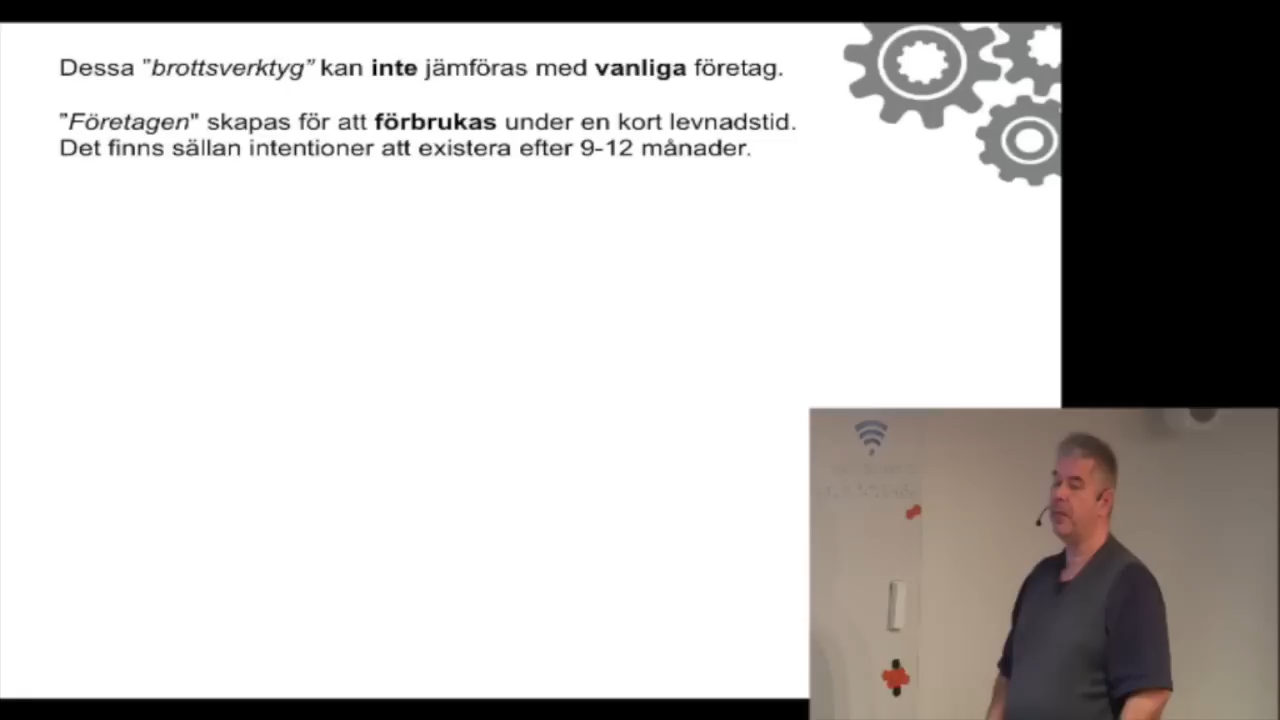 Dessa "brottsverktyg" kan inte jämföras med vanliga företag.
"Företagen" skapas för att förbrukas under en kort levnadstid.
Det finns sällan intentioner att existera efter 9-12 månader.